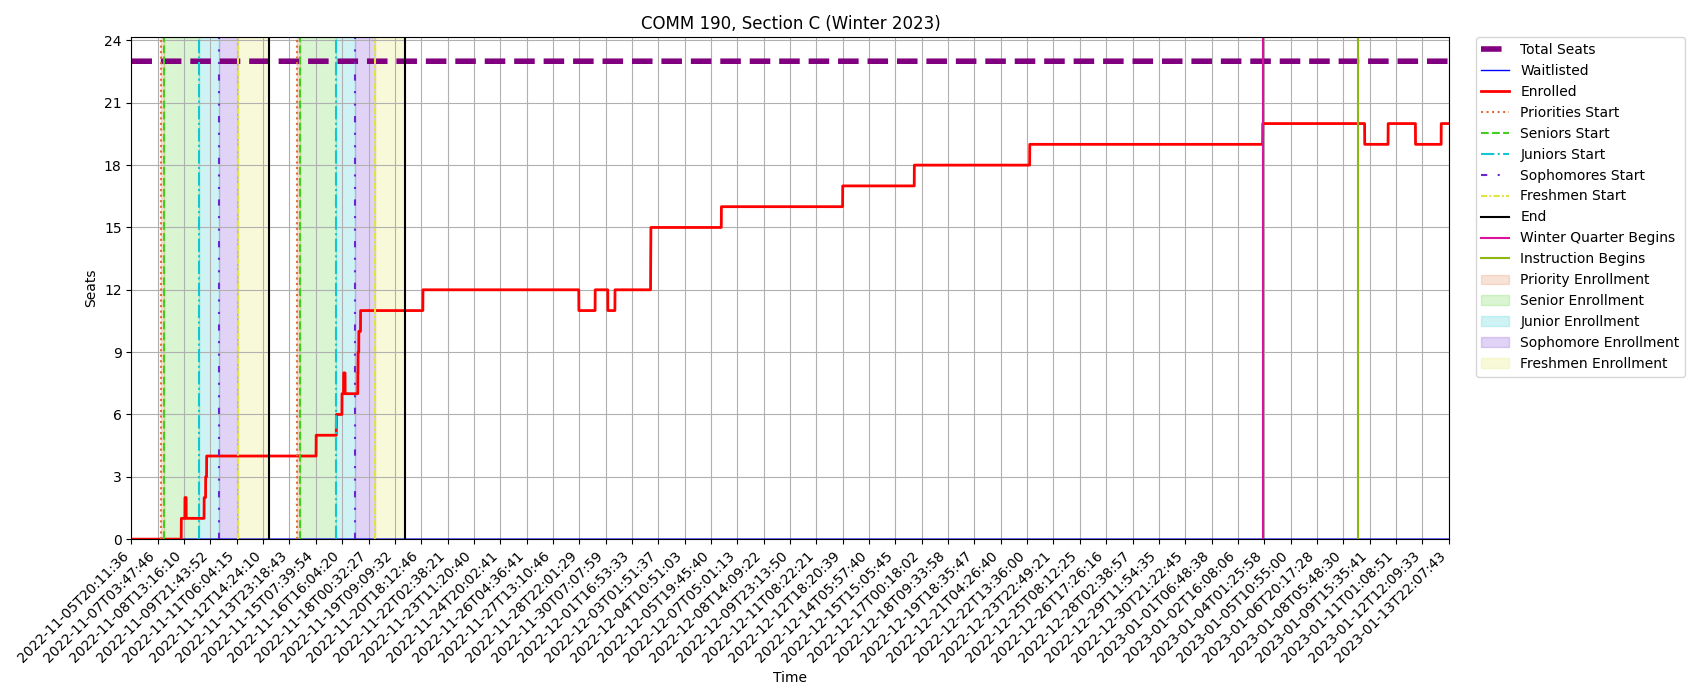 COMM 190, Section C (Winter 2023)
Seats
24
21
18
15
12
9
6
3
0
2022-11-05T20:11:36
2022-11-07T03:47:46
2022-11-08T13:16:10
2022-11-09T21:43:52
2022-11-11T06:04:15
2022-11-12T14:24:10
2022-11-13T23:18:43
2022-11-15T07:39:54
2022-11-16T16:04:20
2022-11-18T00:32:27
2022-11-19T09:09:32
2022-11-20T18:12:46
2022-11-22T02:38:21
2022-11-23T11:20:40
2022-11-24T20:02:41
2022-11-26T04:36:41
2022-11-27T13:10:46
2022-11-28T22:01:29
2022-11-30T07:07:59
2022-12-01T16:53:33
2022-12-03T01:51:37
2022-12-04T10:51:03
2022-12-05T19:45:40
2022-12-07T05:01:13
2022-12-08T14:09:22
2022-12-09T23:13:50
2022-12-11T08:22:21
2022-12-12T18:20:39
2022-12-14T05:57:40
2022-12-15T15:05:45
2022-12-17T00:18:02
2022-12-18T09:33:58
2022-12-19T18:35:47
2022-12-21T04:26:40
2022-12-22T13:36:00
2022-12-23T22:49:21
2022-12-25T08:12:25
2022-12-26T17:26:16
2022-12-28T02:38:57
2022-12-29T11:54:35
2022-12-30T21:22:45
2023-01-01T06:48:38
2023-01-02T16:08:06
2023-01-04T01:25:58
2023-01-05T10:55:00
2023-01-06T20:17:28
2023-01-08T05:48:30
2023-01-09T15:35:41
2023-01-11T01:08:51
2023-01-12T12:09:33
2023-01-13T22:07:43
Time
Total Seats
Waitlisted
Enrolled
Priorities Start
Seniors Start
Juniors Start
Sophomores Start
Freshmen Start
End
Winter Quarter Begins
Instruction Begins
Priority Enrollment
Senior Enrollment
Junior Enrollment
Sophomore Enrollment
Freshmen Enrollment